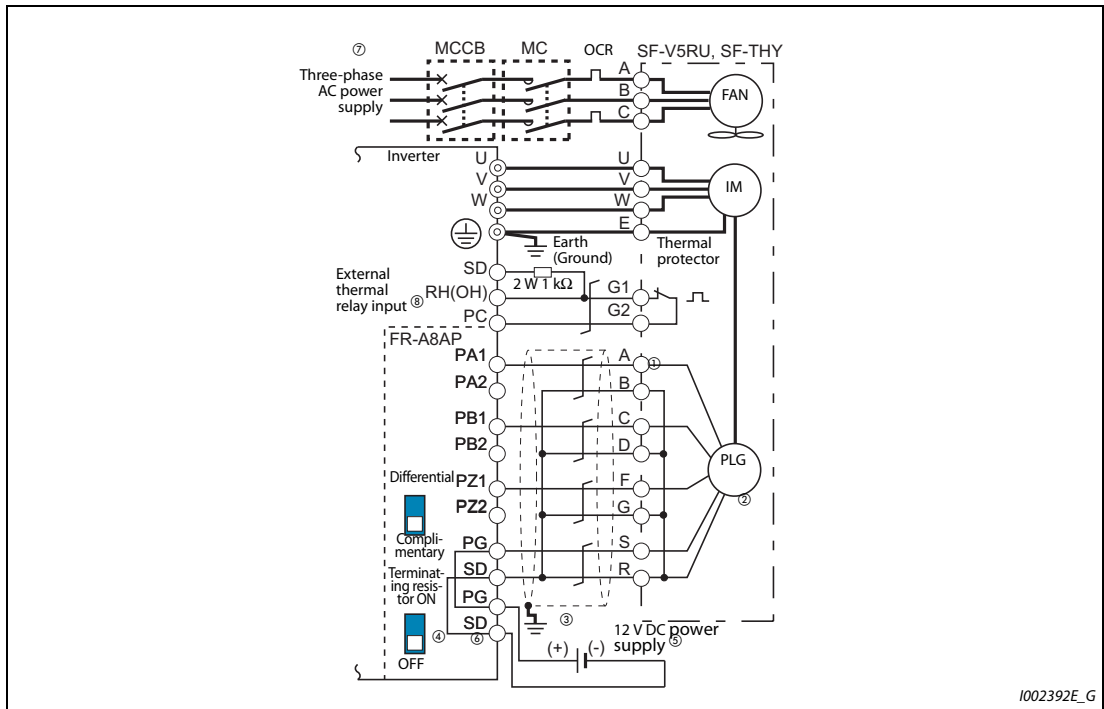 ⑦
MCCB
MC
OCR
SF-V5RU, SF-THY
Three-phase
AC power
supply
A
B
C
FAN
Inverter
U
V
W
U
V
W
E
IM
Earth
(Ground)
Thermal
protector
External
thermal
relay input ⑧
SD
RH(OH)
PC
2 W 1 kΩ
G1
G2
FR-A8AP
PA1
PA2
PB1
PB2
Differential
PZ1
PZ2
Compli-
mentary
PG
SD
Terminat-
ing resis-
tor ON
PG
SD
④
⑥
OFF
A
①
B
C
D
F
G
S
R
PLG
②
③
12 V DC power
supply ⑤
(+)
(-)
I002392E_G